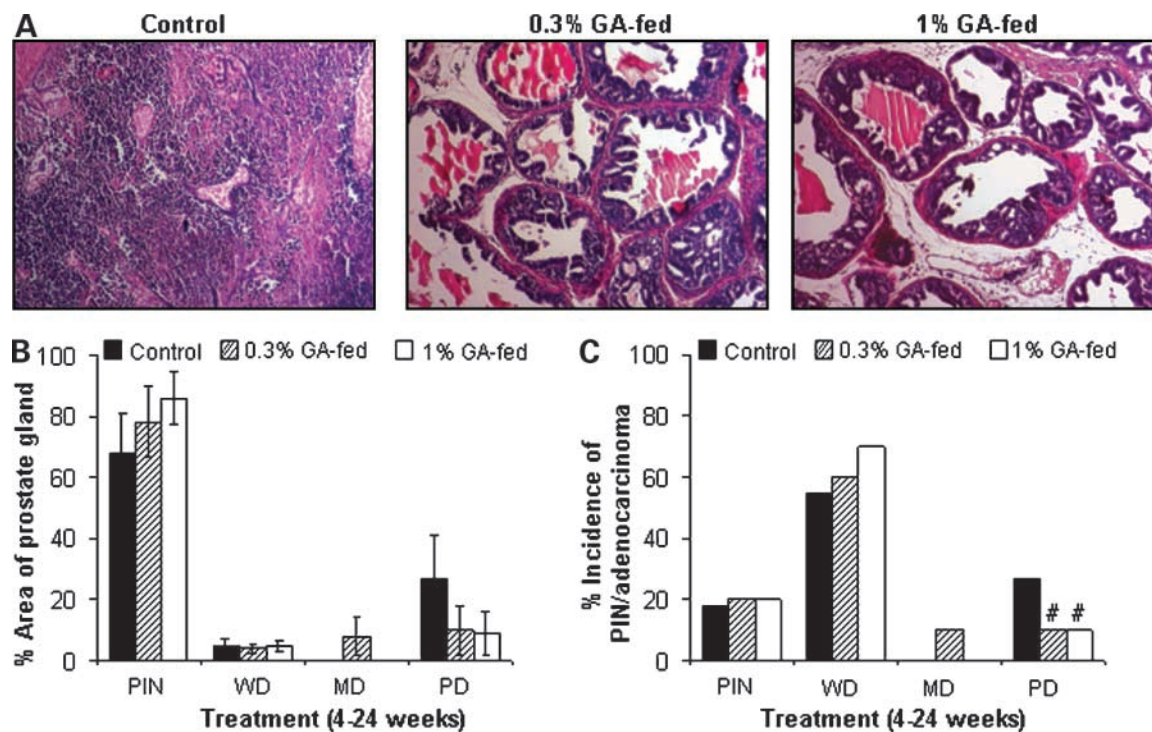 A
Control
0.3% GA-fed
1% GA-fed
B
Control
0.3% GA-fed
1% GA-fed
% Area of prostate gland
100
80
60
40
20
0
PIN
WD
MD
PD
Treatment (4-24 weeks)
C
Control
0.3% GA-fed
1% GA-fed
% Incidence of
PIN/adenocarcinoma
100
80
60
40
20
0
# #
PIN
WD
MD
PD
Treatment (4-24 weeks)